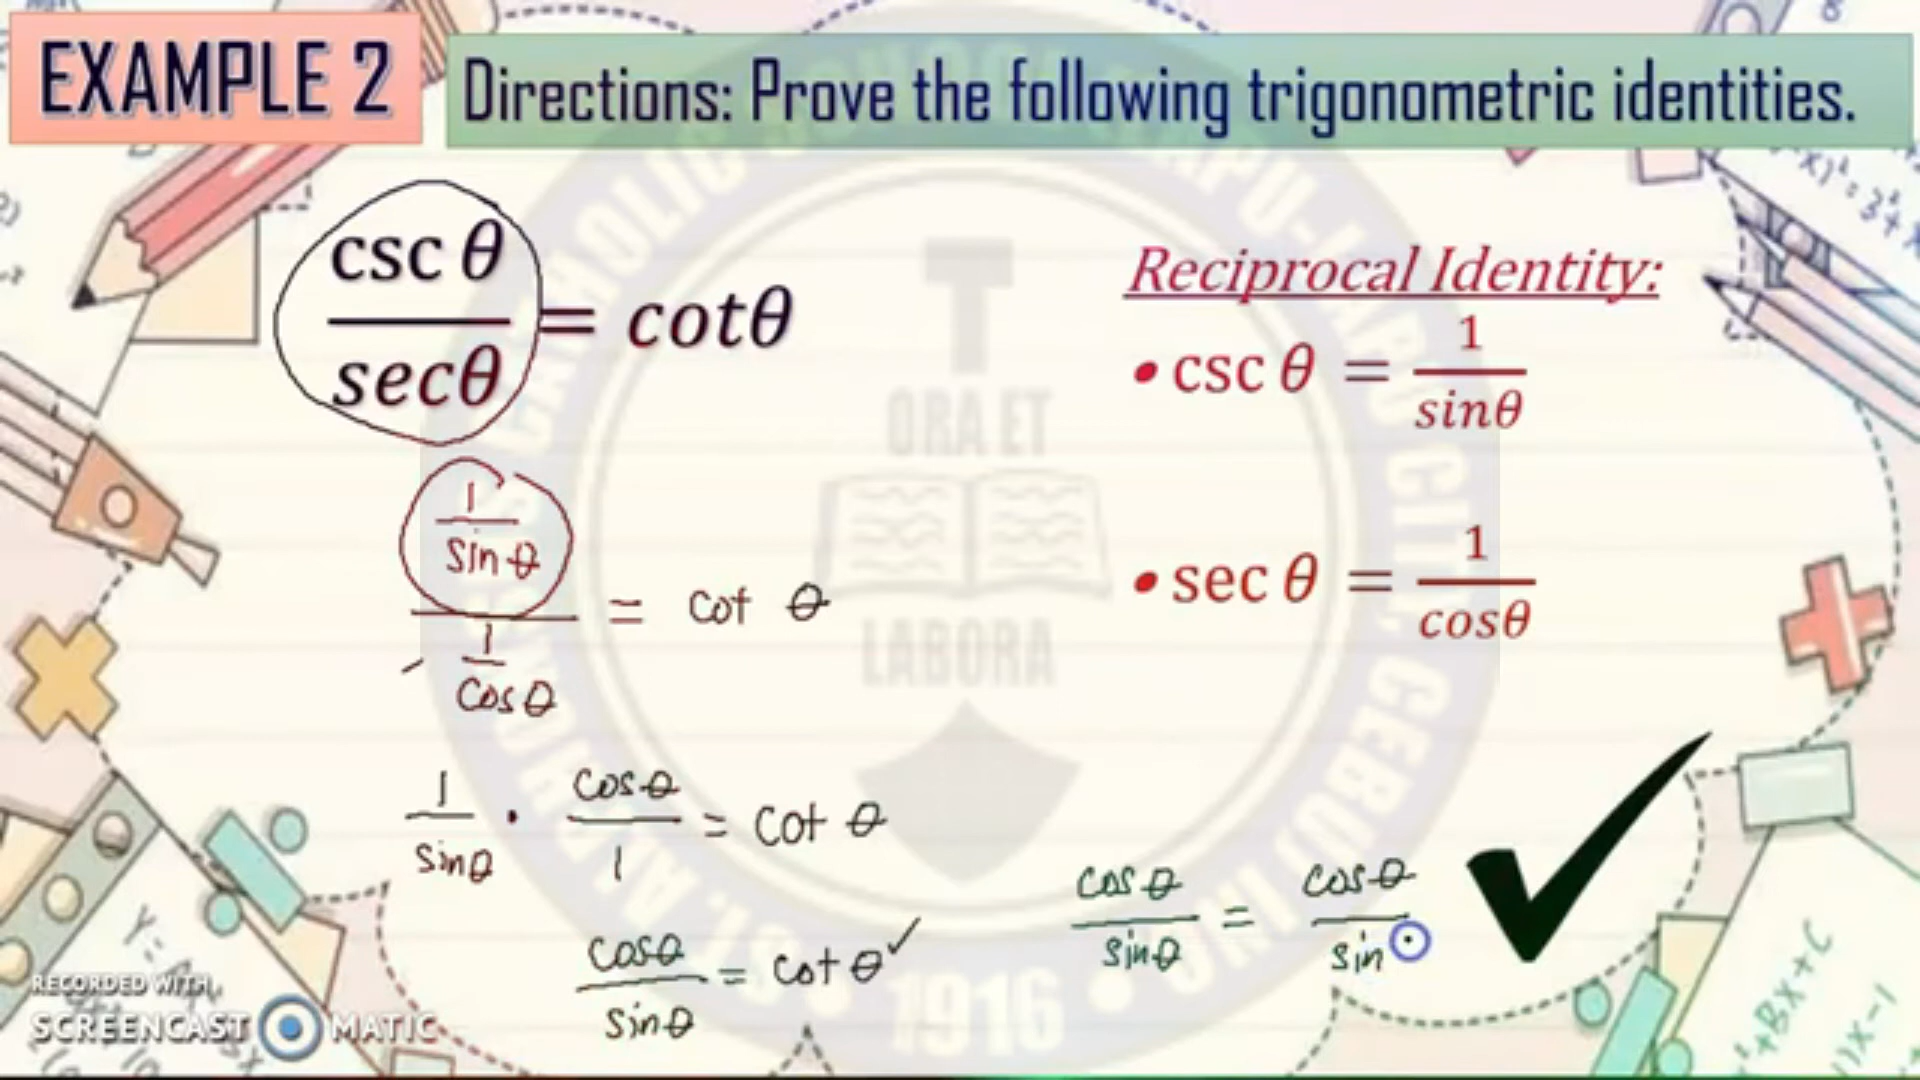 EXAMPLE 2
Directions: Prove the following trigonometric identities.
csc θ
secθ
= cotθ
Reciprocal Identity:
• csc θ = 1/sinθ
• sec θ = 1/cosθ
1
sin θ
= cot θ
1
cos θ
1/sinθ · cosθ/1 = cot θ
cosθ/sinθ = cot θ ✓
cosθ/sinθ = cosθ/sin
ORA ET
LABORA
1916
RECORDED WITH
SCREENCAST MATIC